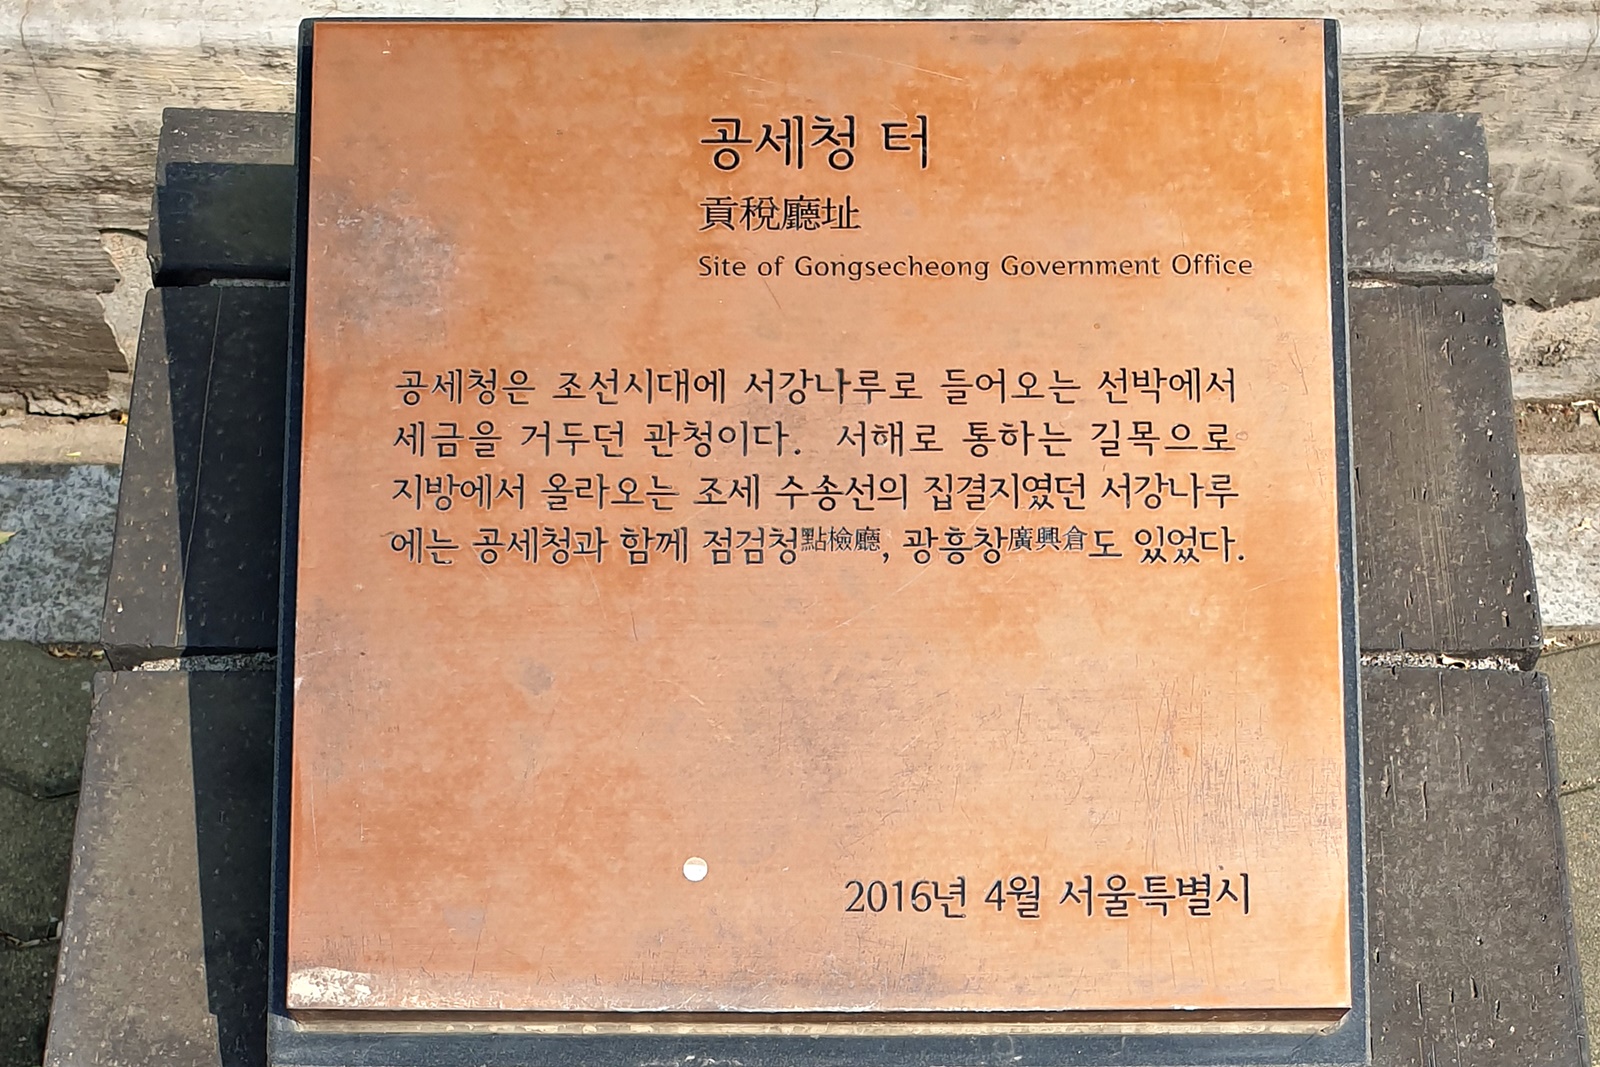 공세청 터
貢稅廳址
Site of Gongsecheong Government Office
공세청은 조선시대에 서강나루로 들어오는 선박에서
세금을 거두던 관청이다. 서해로 통하는 길목으로
지방에서 올라오는 조세 수송선의 집결지였던 서강나루
에는 공세청과 함께 점검청點檢廳, 광흥창廣興倉도 있었다.
2016년 4월 서울특별시